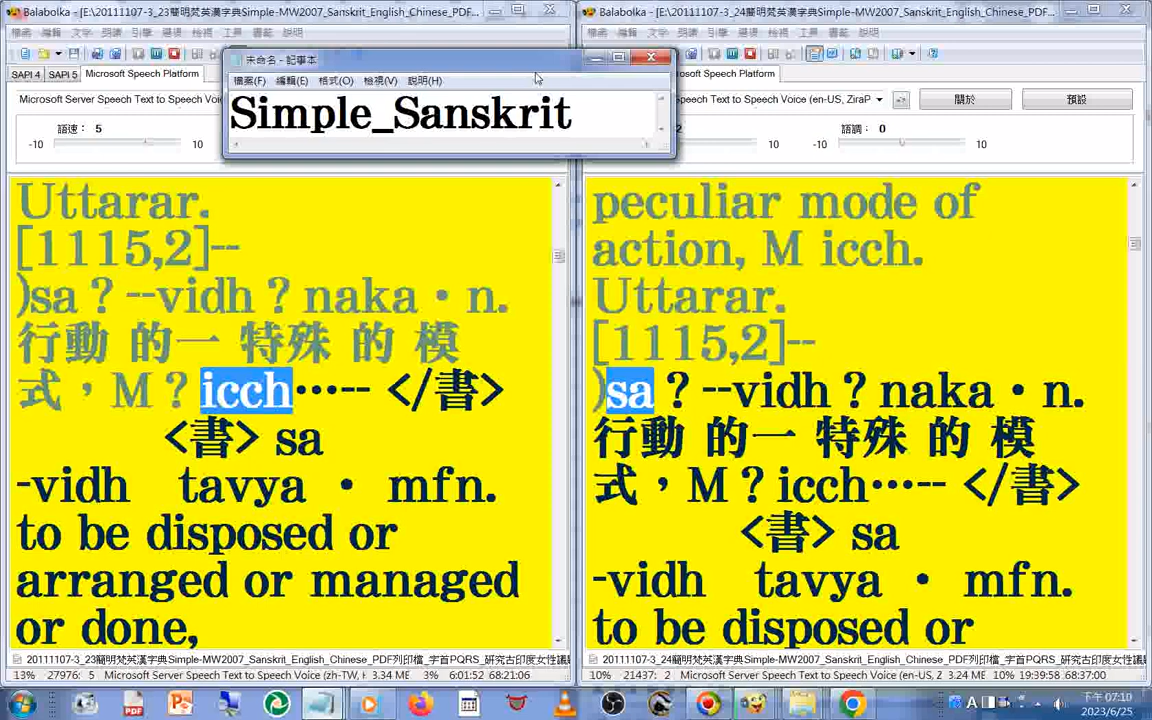 Balabolka - [E:\20111107-3_23簡明梵英漢字典Simple-MW2007_Sanskrit_English_Chinese_PDF...
Balabolka - [E:\20111107-3_24簡明梵英漢字典Simple-MW2007_Sanskrit_English_Chinese_PDF...
未命名 - 記事本
檔案(F) 編輯(E) 格式(O) 檢視(V) 說明(H)
Simple_Sanskrit
SAPI 4 SAPI 5 Microsoft Speech Platform
Speech Platform
Microsoft Server Speech Text to Speech Voic
Speech Text to Speech Voice (en-US, ZiraP
關於
預設
語速： 5
-10 10
2
10
語調： 0
-10 10
Uttarar.
[1115,2]--
)sa？--vidh？naka・n.
行動 的一 特殊 的 模
式，M？icch…-- </書>
<書> sa
-vidh tavya ・ mfn.
to be disposed or
arranged or managed
or done,
peculiar mode of
action, M icch.
Uttarar.
[1115,2]--
)sa？--vidh？naka・n.
行動 的一 特殊 的 模
式，M？icch…-- </書>
<書> sa
-vidh tavya ・ mfn.
to be disposed or
20111107-3_23簡明梵英漢字典Simple-MW2007_Sanskrit_English_Chinese_PDF列印檔_字首PQRS_研究古印度女性議
20111107-3_24簡明梵英漢字典Simple-MW2007_Sanskrit_English_Chinese_PDF列印檔_字首PQRS_研究古印度女性議
13% 27976: 5 Microsoft Server Speech Text to Speech Voice (zh-TW, H 3.34 ME 3% 6:01:52 68:21:06
10% 21437: 2 Microsoft Server Speech Text to Speech Voice (en-US, Z 3.24 ME 10% 19:39:58 68:37:00
下午 07:10
2023/6/25